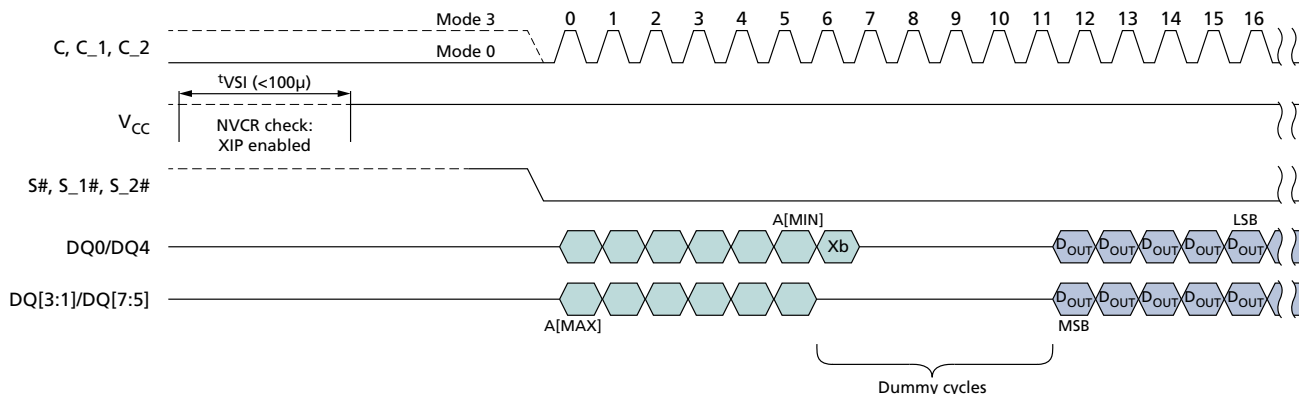 Mode 3
0 1 2 3 4 5 6 7 8 9 10 11 12 13 14 15 16
C, C_1, C_2
Mode 0
tVSI (<100µ)
VCC
NVCR check:
XIP enabled
S#, S_1#, S_2#
A[MIN]
LSB
DQ0/DQ4
Xb
DOUT DOUT DOUT DOUT DOUT
DQ[3:1]/DQ[7:5]
DOUT DOUT DOUT DOUT DOUT
A[MAX]
MSB
Dummy cycles